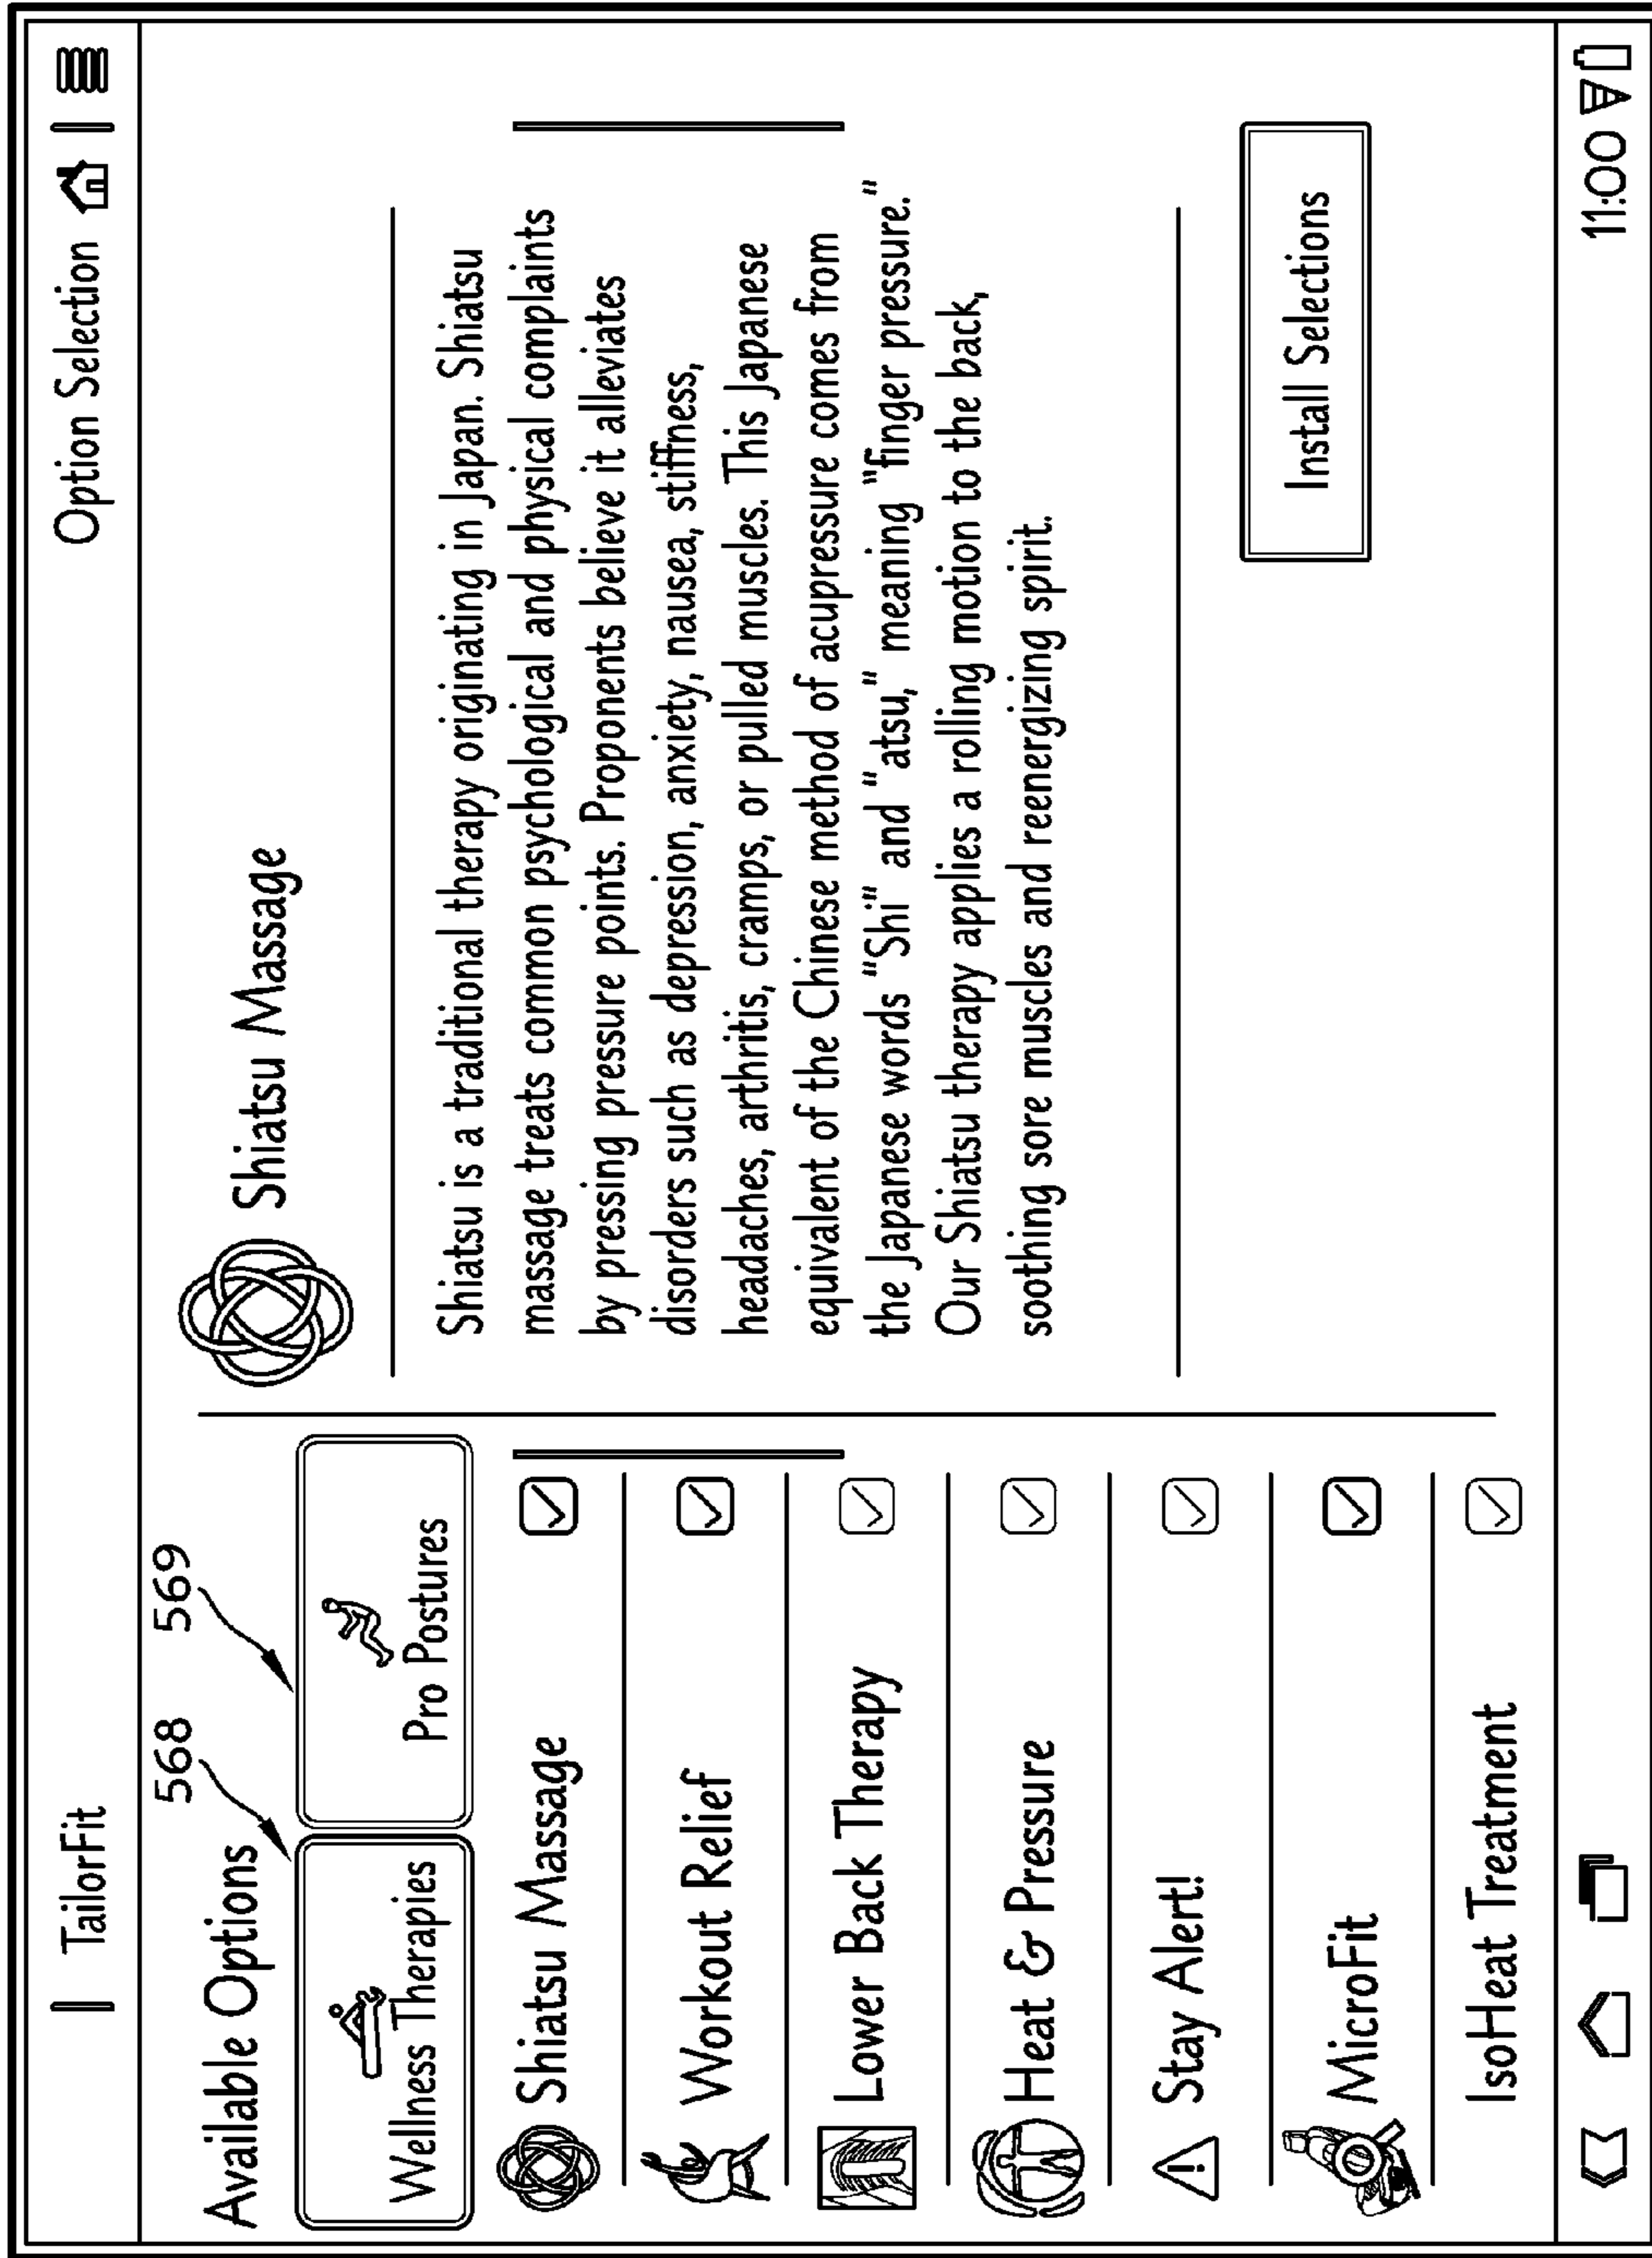 TailorFit
Option Selection
Available Options
568
569
Wellness Therapies
Pro Postures
Shiatsu Massage
Workout Relief
Lower Back Therapy
Heat & Pressure
Stay Alert!
MicroFit
IsoHeat Treatment
Shiatsu Massage
Shiatsu is a traditional therapy originating in Japan. Shiatsu
massage treats common psychological and physical complaints
by pressing pressure points. Proponents believe it alleviates
disorders such as depression, anxiety, nausea, stiffness,
headaches, arthritis, cramps, or pulled muscles. This Japanese
equivalent of the Chinese method of acupressure comes from
the Japanese words "Shi" and "atsu," meaning "finger pressure."
Our Shiatsu therapy applies a rolling motion to the back,
soothing sore muscles and reenergizing spirit.
Install Selections
11:00